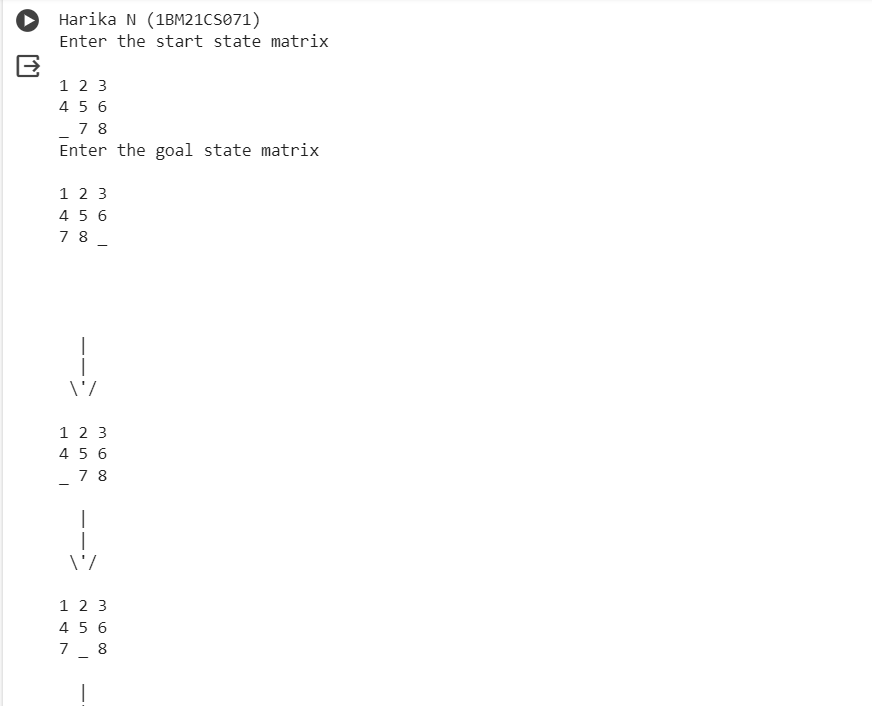 Harika N (1BM21CS071)
Enter the start state matrix
1 2 3
4 5 6
_ 7 8
Enter the goal state matrix
1 2 3
4 5 6
7 8 _
|
|
\'/
1 2 3
4 5 6
_ 7 8
|
|
\'/
1 2 3
4 5 6
7 _ 8
|